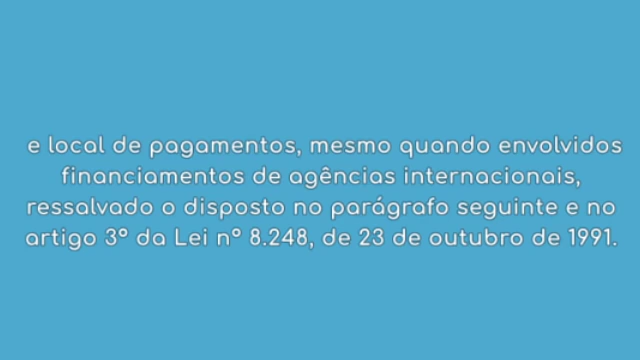 e local de pagamentos, mesmo quando envolvidos
financiamentos de agências internacionais,
ressalvado o disposto no parágrafo seguinte e no
artigo 3º da Lei nº 8.248, de 23 de outubro de 1991.